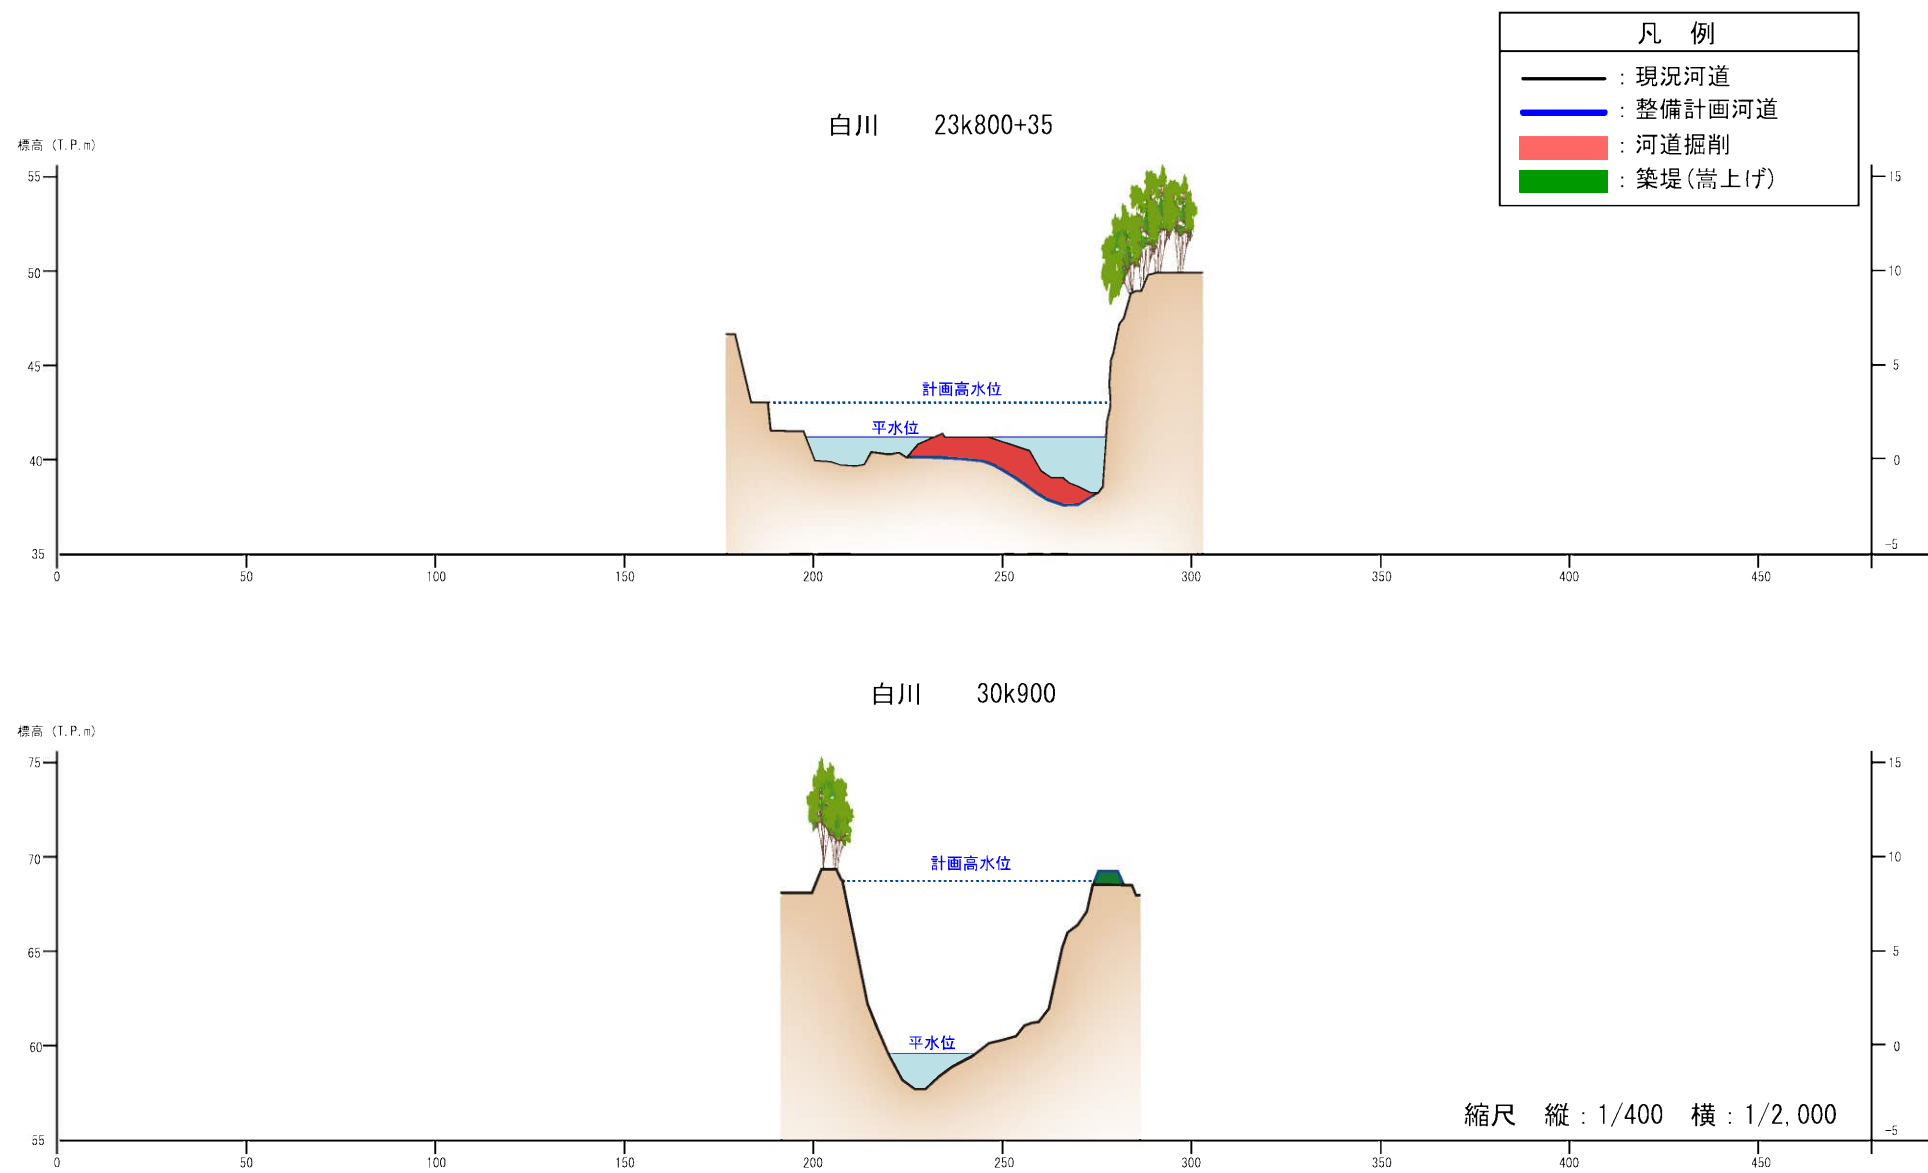 凡 例
: 現況河道
: 整備計画河道
: 河道掘削
: 築堤(嵩上げ)
白川 23k800+35
標高 (T.P.m)
55
50
45
40
35
15
10
5
0
-5
計画高水位
平水位
0 50 100 150 200 250 300 350 400 450
白川 30k900
標高 (T.P.m)
75
70
65
60
55
15
10
5
0
-5
計画高水位
平水位
縮尺 縦 : 1/400 横 : 1/2,000
0 50 100 150 200 250 300 350 400 450